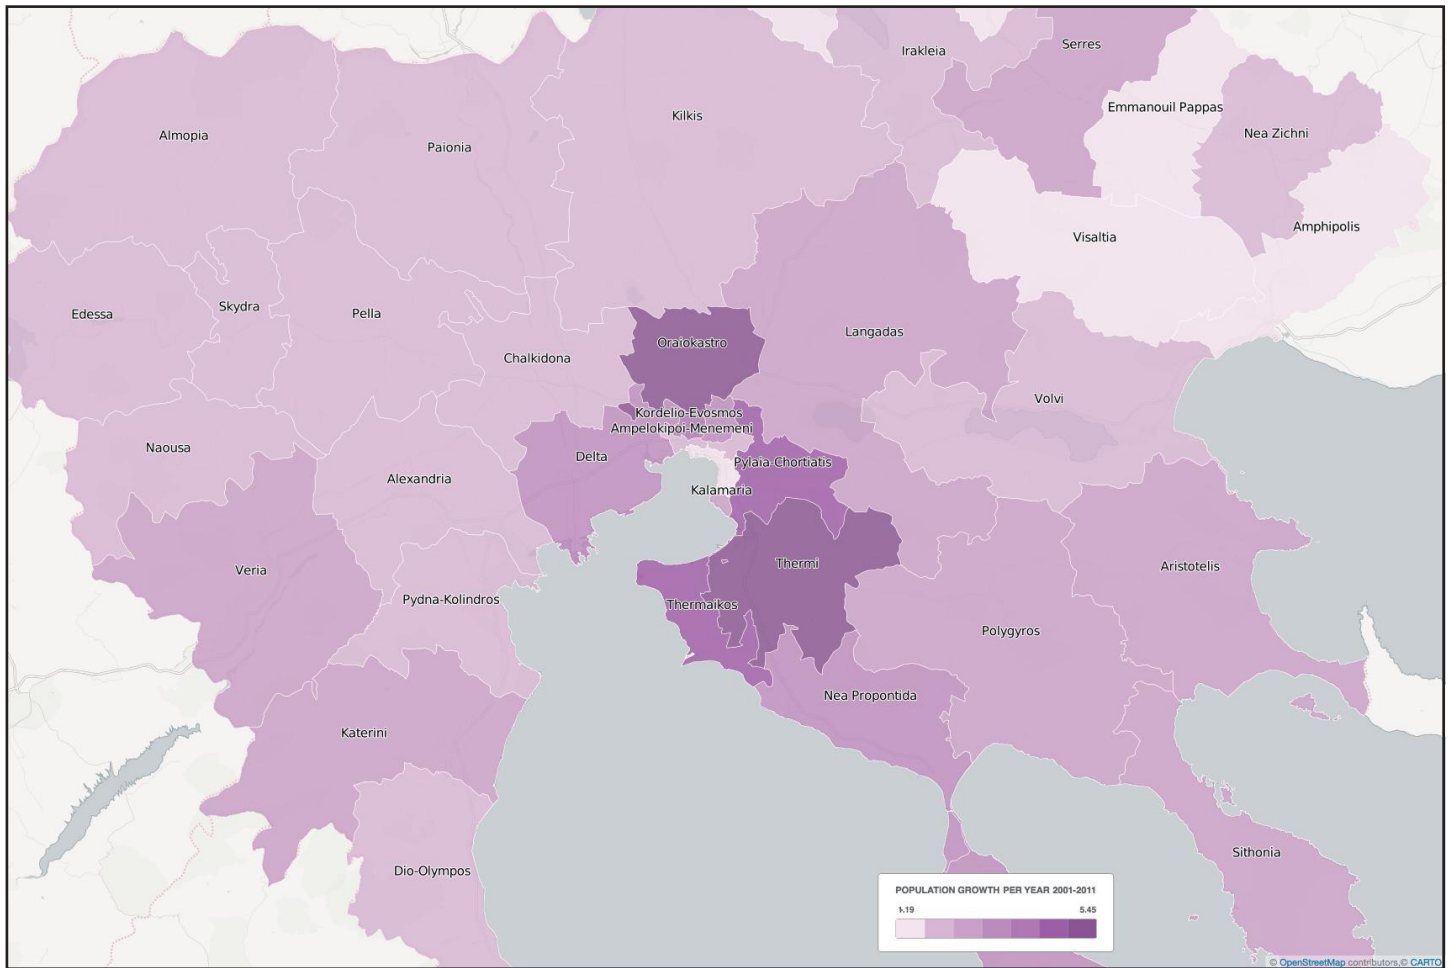 Irakleia
Serres
Emmanouil Pappas
Nea Zichni
Almopia
Paionia
Kilkis
Visaltia
Amphipolis
Edessa
Skydra
Pella
Chalkidona
Oraiokastro
Langadas
Volvi
Kordelio-Evosmos
Ampelokipoi-Menemeni
Naousa
Alexandria
Delta
Pylaia-Chortiatis
Kalamaria
Veria
Pydna-Kolindros
Thermi
Thermaikos
Aristotelis
Polygyros
Nea Propontida
Katerini
Dio-Olympos
Sithonia
POPULATION GROWTH PER YEAR 2001-2011
5.45
© OpenStreetMap contributors,© CARTO